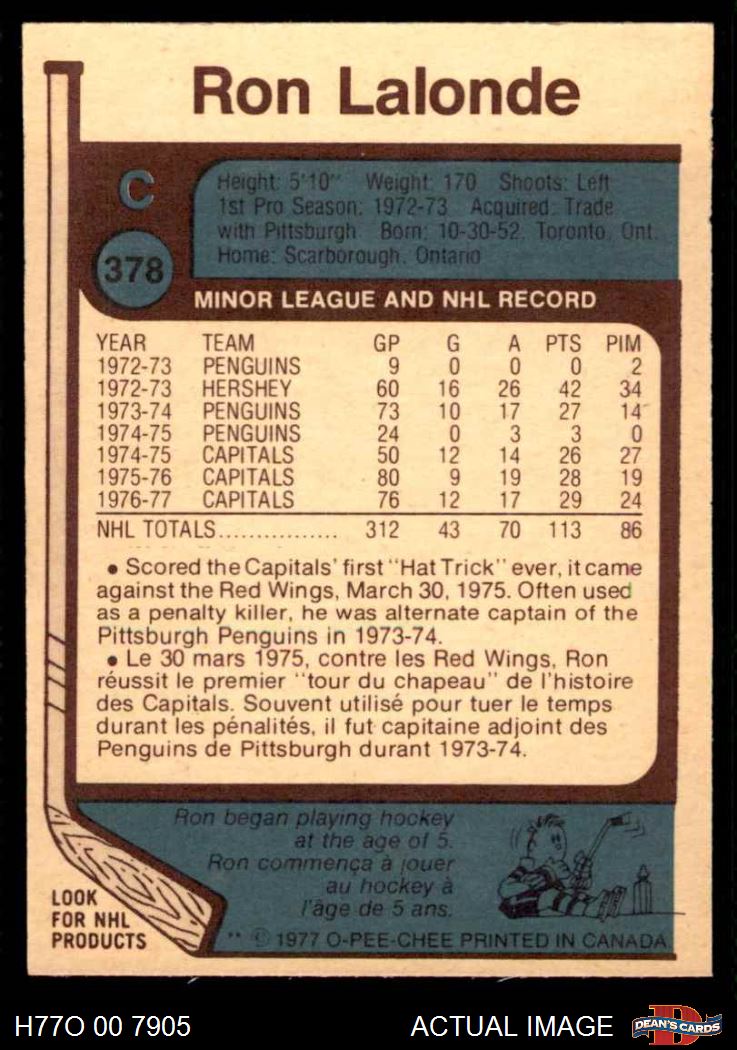 Ron Lalonde
C
378
Height: 5'10" Weight: 170 Shoots: Left
1st Pro Season: 1972-73 Acquired: Trade
with Pittsburgh Born: 10-30-52, Toronto, Ont.
Home: Scarborough, Ontario
MINOR LEAGUE AND NHL RECORD
YEAR TEAM GP G A PTS PIM
1972-73 PENGUINS 9 0 0 0 2
1972-73 HERSHEY 60 16 26 42 34
1973-74 PENGUINS 73 10 17 27 14
1974-75 PENGUINS 24 0 3 3 0
1974-75 CAPITALS 50 12 14 26 27
1975-76 CAPITALS 80 9 19 28 19
1976-77 CAPITALS 76 12 17 29 24
NHL TOTALS................ 312 43 70 113 86
• Scored the Capitals' first "Hat Trick" ever, it came
against the Red Wings, March 30, 1975. Often used
as a penalty killer, he was alternate captain of the
Pittsburgh Penguins in 1973-74.
• Le 30 mars 1975, contre les Red Wings, Ron
réussit le premier "tour du chapeau" de l'histoire
des Capitals. Souvent utilisé pour tuer le temps
durant les pénalités, il fut capitaine adjoint des
Penguins de Pittsburgh durant 1973-74.
Ron began playing hockey
at the age of 5.
Ron commença à jouer
au hockey à
l'âge de 5 ans.
LOOK
FOR NHL
PRODUCTS
** © 1977 O-PEE-CHEE PRINTED IN CANADA
H77O 00 7905 ACTUAL IMAGE
DEAN'S CARDS